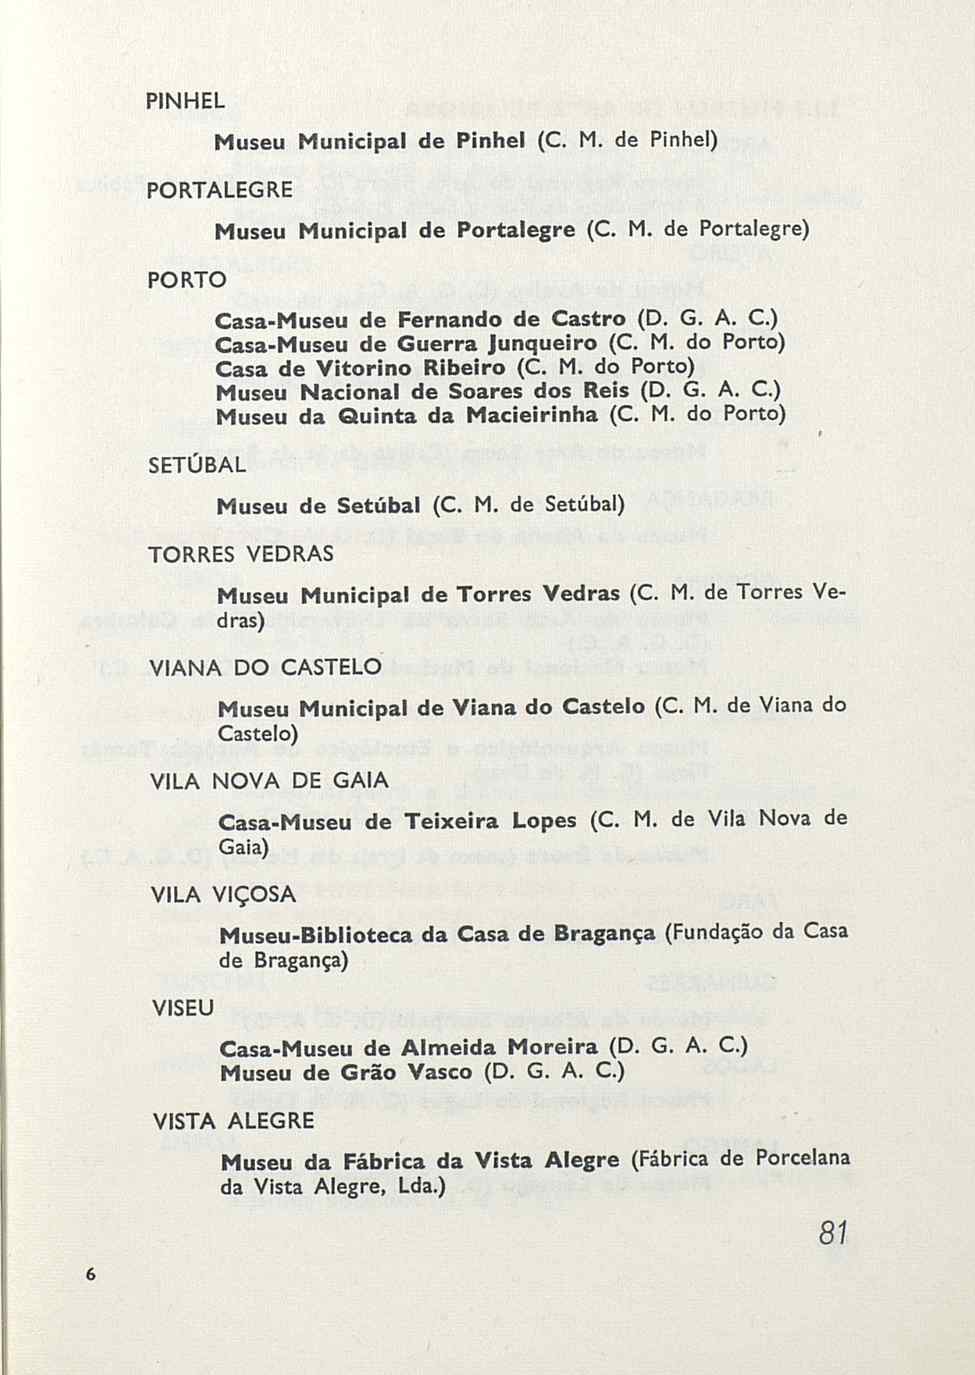 PINHEL
Museu Municipal de Pinhel (C. M. de Pinhel)
PORTALEGRE
Museu Municipal de Portalegre (C. M. de Portalegre)
PORTO
Casa-Museu de Fernando de Castro (D. G. A. C.)
Casa-Museu de Guerra Junqueiro (C. M. do Porto)
Casa de Vitorino Ribeiro (C. M. do Porto)
Museu Nacional de Soares dos Reis (D. G. A. C.)
Museu da Quinta da Macieirinha (C. M. do Porto)
SETÚBAL
Museu de Setúbal (C. M. de Setúbal)
TORRES VEDRAS
Museu Municipal de Torres Vedras (C. M. de Torres Ve-
dras)
VIANA DO CASTELO
Museu Municipal de Viana do Castelo (C. M. de Viana do
Castelo)
VILA NOVA DE GAIA
Casa-Museu de Teixeira Lopes (C. M. de Vila Nova de
Gaia)
VILA VIÇOSA
Museu-Biblioteca da Casa de Bragança (Fundação da Casa
de Bragança)
VISEU
Casa-Museu de Almeida Moreira (D. G. A. C.)
Museu de Grão Vasco (D. G. A. C.)
VISTA ALEGRE
Museu da Fábrica da Vista Alegre (Fábrica de Porcelana
da Vista Alegre, Lda.)
81
6